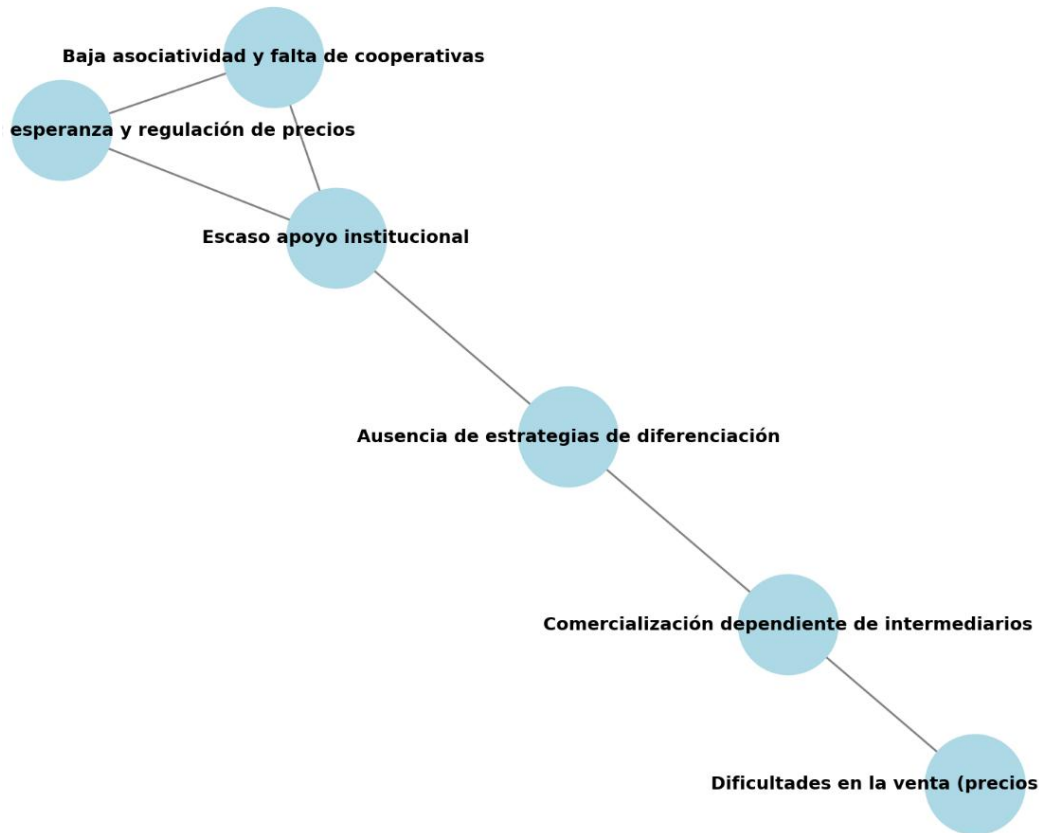 Baja asociatividad y falta de cooperativas
esperanza y regulación de precios
Escaso apoyo institucional
Ausencia de estrategias de diferenciación
Comercialización dependiente de intermediarios
Dificultades en la venta (precios